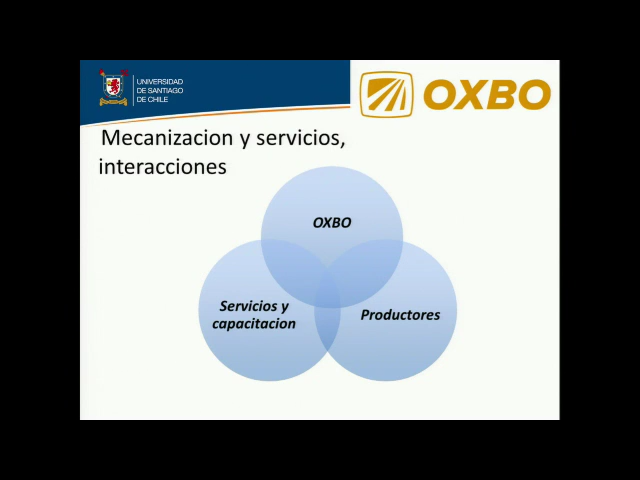 UNIVERSIDAD
DE SANTIAGO
DE CHILE
OXBO
Mecanizacion y servicios,
interacciones
OXBO
Servicios y
capacitacion
Productores